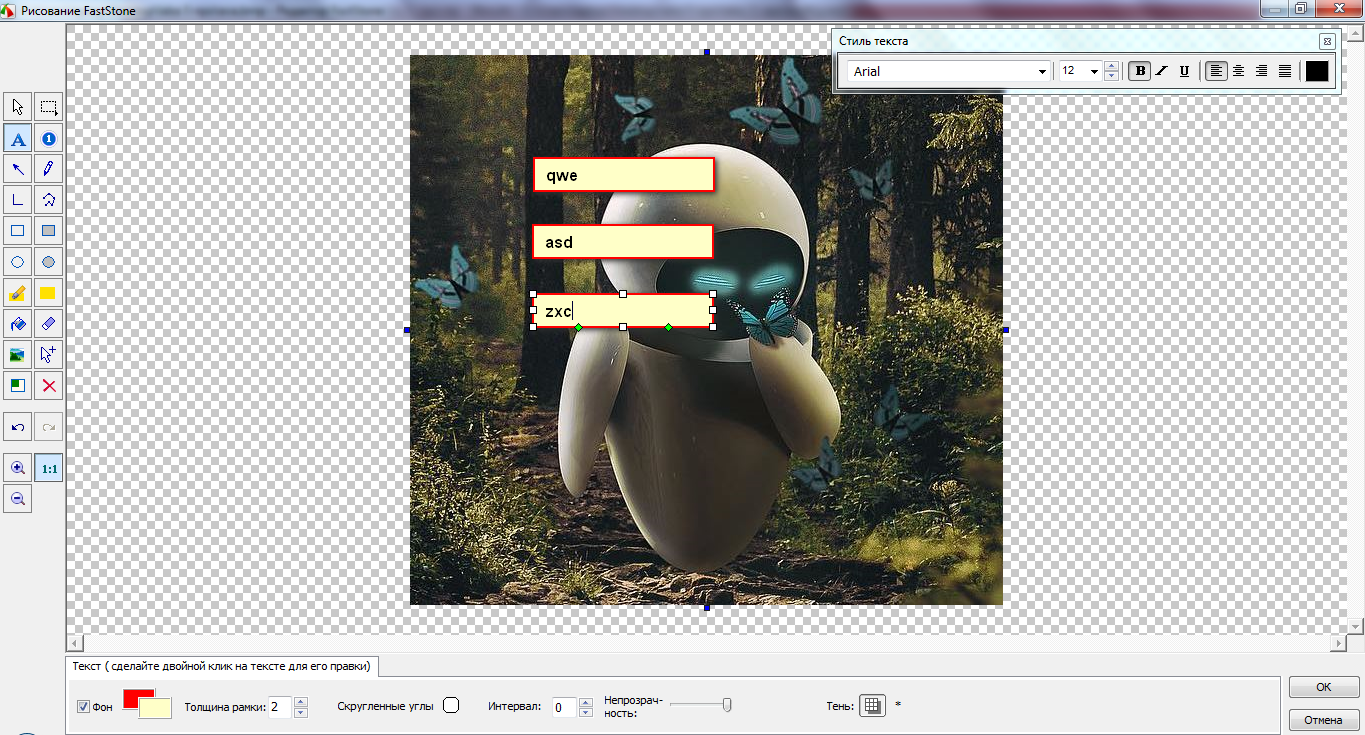 Рисование FastStone
Стиль текста
Arial
12
B I U
A
1
qwe
asd
zxc
1:1
Текст ( сделайте двойной клик на тексте для его правки)
Фон
Толщина рамки: 2
Скругленные углы
Интервал: 0
Непрозрач-
ность:
Тень:
*
OK
Отмена